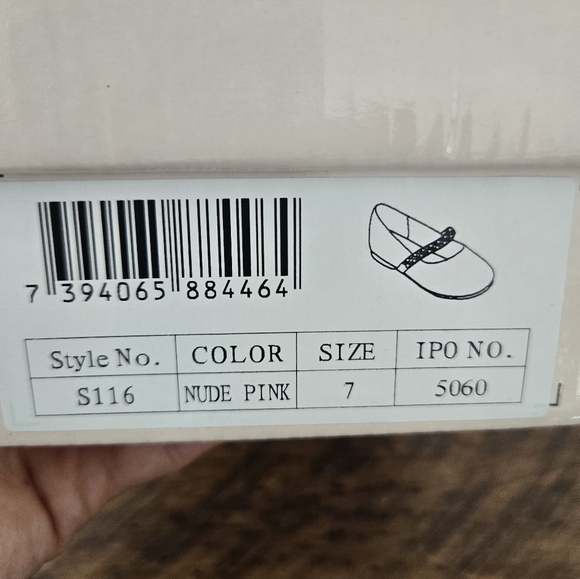 7 394065 884464
Style No. COLOR SIZE IPO NO.
S116 NUDE PINK 7 5060